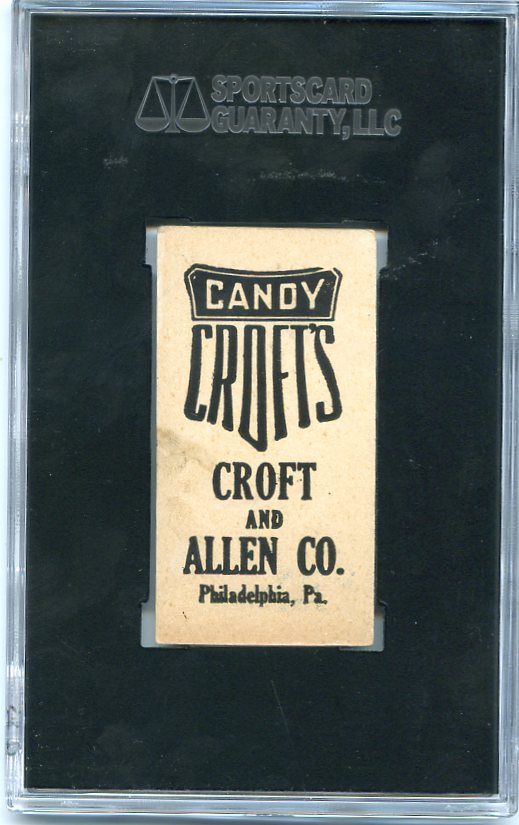 SPORTSCARD
GUARANTY, LLC
CANDY
CROFT'S
CROFT
AND
ALLEN CO.
Philadelphia, Pa.